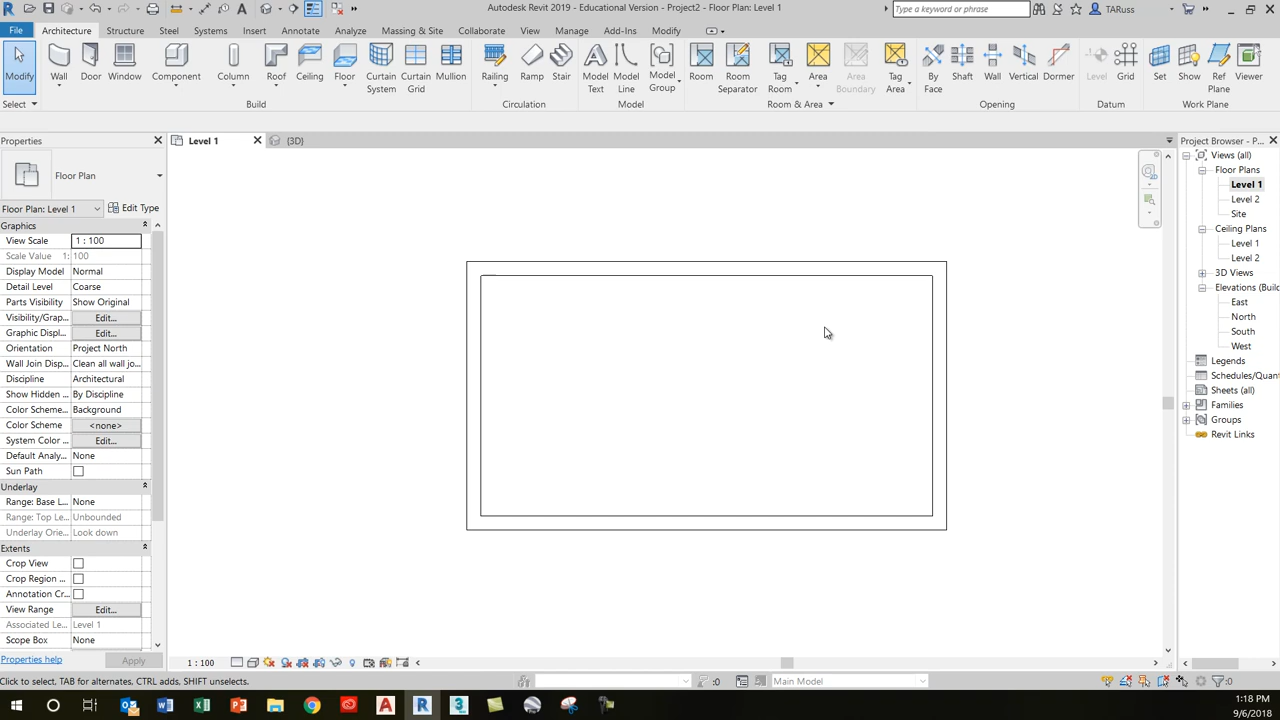 Autodesk Revit 2019 - Educational Version - Project2 - Floor Plan: Level 1
Type a keyword or phrase
TARuss
File Architecture Structure Steel Systems Insert Annotate Analyze Massing & Site Collaborate View Manage Add-Ins Modify
Modify Wall Door Window Component Column Roof Ceiling Floor Curtain System Curtain Grid Mullion Railing Ramp Stair Model Text Model Line Model Group Room Room Separator Tag Room Area Area Boundary Tag Area By Face Shaft Wall Vertical Dormer Level Grid Set Show Ref Plane Viewer
Select Build Circulation Model Room & Area Opening Datum Work Plane
Properties
Level 1
(3D)
Project Browser - P...
Floor Plan
Floor Plan: Level 1
Edit Type
Graphics
View Scale 1 : 100
Scale Value 1: 100
Display Model Normal
Detail Level Coarse
Parts Visibility Show Original
Visibility/Grap... Edit...
Graphic Displ... Edit...
Orientation Project North
Wall Join Disp... Clean all wall jo...
Discipline Architectural
Show Hidden ... By Discipline
Color Scheme... Background
Color Scheme <none>
System Color ... Edit...
Default Analy... None
Sun Path
Underlay
Range: Base L... None
Range: Top Le... Unbounded
Underlay Orie... Look down
Extents
Crop View
Crop Region ...
Annotation Cr...
View Range Edit...
Associated Le... Level 1
Scope Box None
Properties help
Apply
Views (all)
Floor Plans
Level 1
Level 2
Site
Ceiling Plans
Level 1
Level 2
3D Views
Elevations (Build
East
North
South
West
Legends
Schedules/Quant
Sheets (all)
Families
Groups
Revit Links
1 : 100
Click to select, TAB for alternates, CTRL adds, SHIFT unselects.
:0
Main Model
:0
1:18 PM
9/6/2018